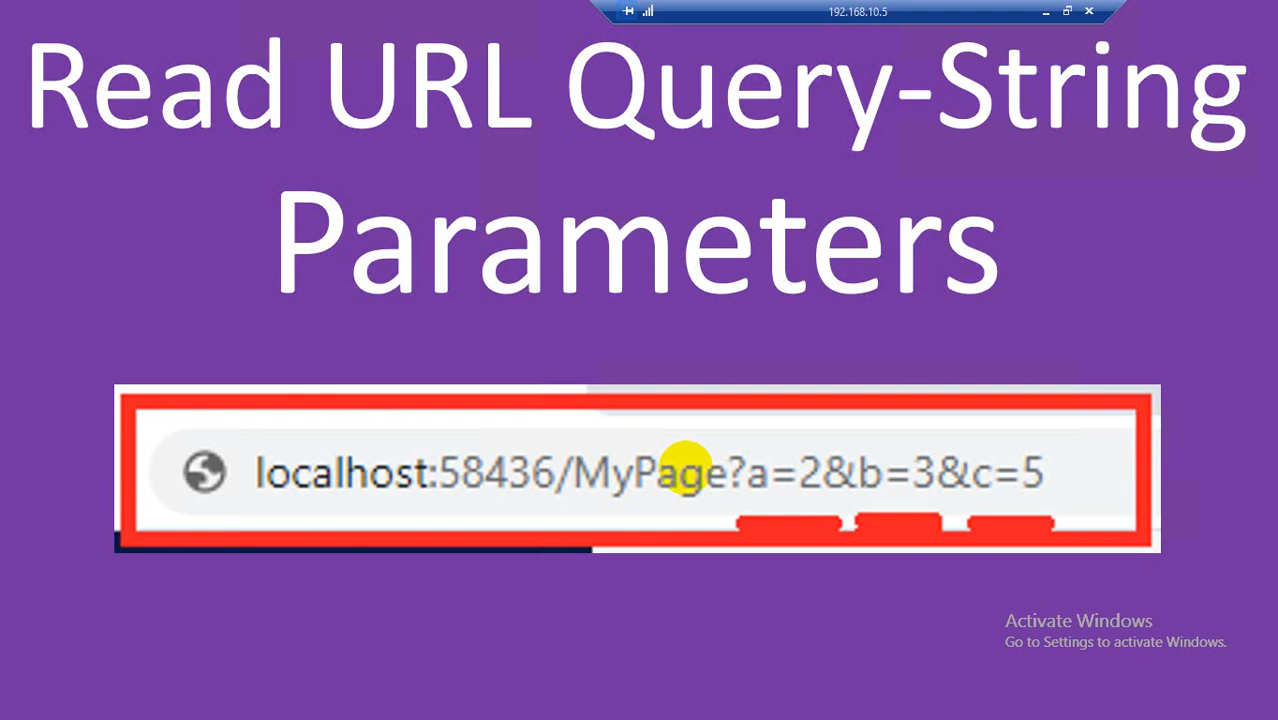 192.168.10.5
Read URL Query-String
Parameters
localhost:58436/MyPage?a=2&b=3&c=5
Activate Windows
Go to Settings to activate Windows.